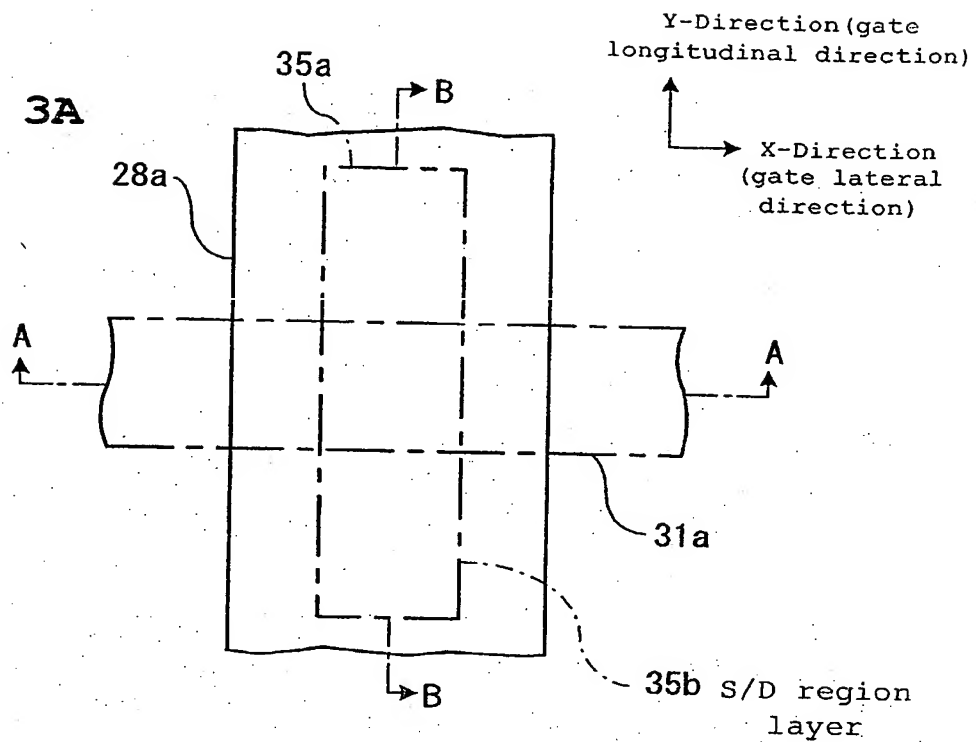 Y-Direction(gate
longitudinal direction)
35a
B
3A
X-Direction
(gate lateral
direction)
28a
A
A
31a
B
35b S/D region
layer